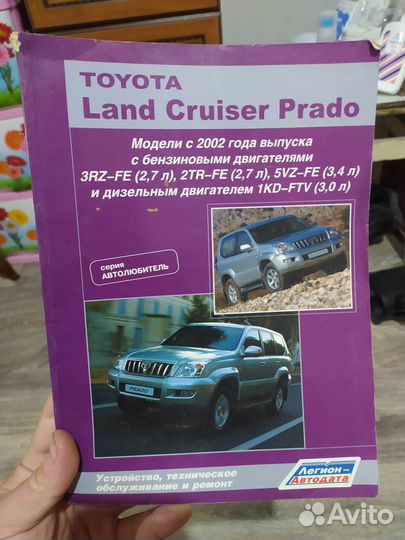 TOYOTA
Land Cruiser Prado
Модели с 2002 года выпуска
с бензиновыми двигателями
3RZ-FE (2,7 л), 2TR-FE (2,7 л), 5VZ-FE (3,4 л)
и дизельным двигателем 1KD-FTV (3,0 л)
серия
АВТОЛЮБИТЕЛЬ
PRADO
Устройство, техническое
обслуживание и ремонт
Легион
Автодата
Avito